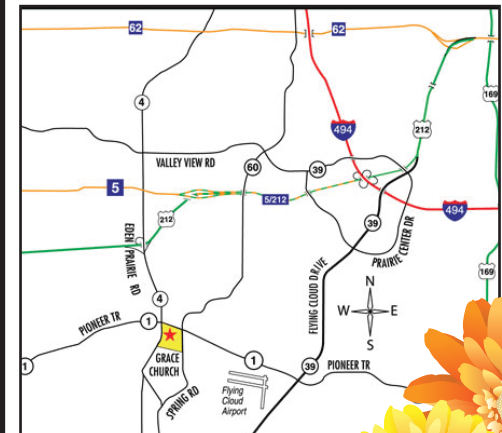 62
62
4
169
212
494
VALLEY VIEW RD
60
39
5
5/212
494
212
39
EDEN PRAIRIE RD
PRAIRIE CENTER DR
FLYING CLOUD DRIVE
169
N
W E
S
4
PIONEER TR
1
1
GRACE
CHURCH
1
39
PIONEER TR
SPRING RD
Flying
Cloud
Airport